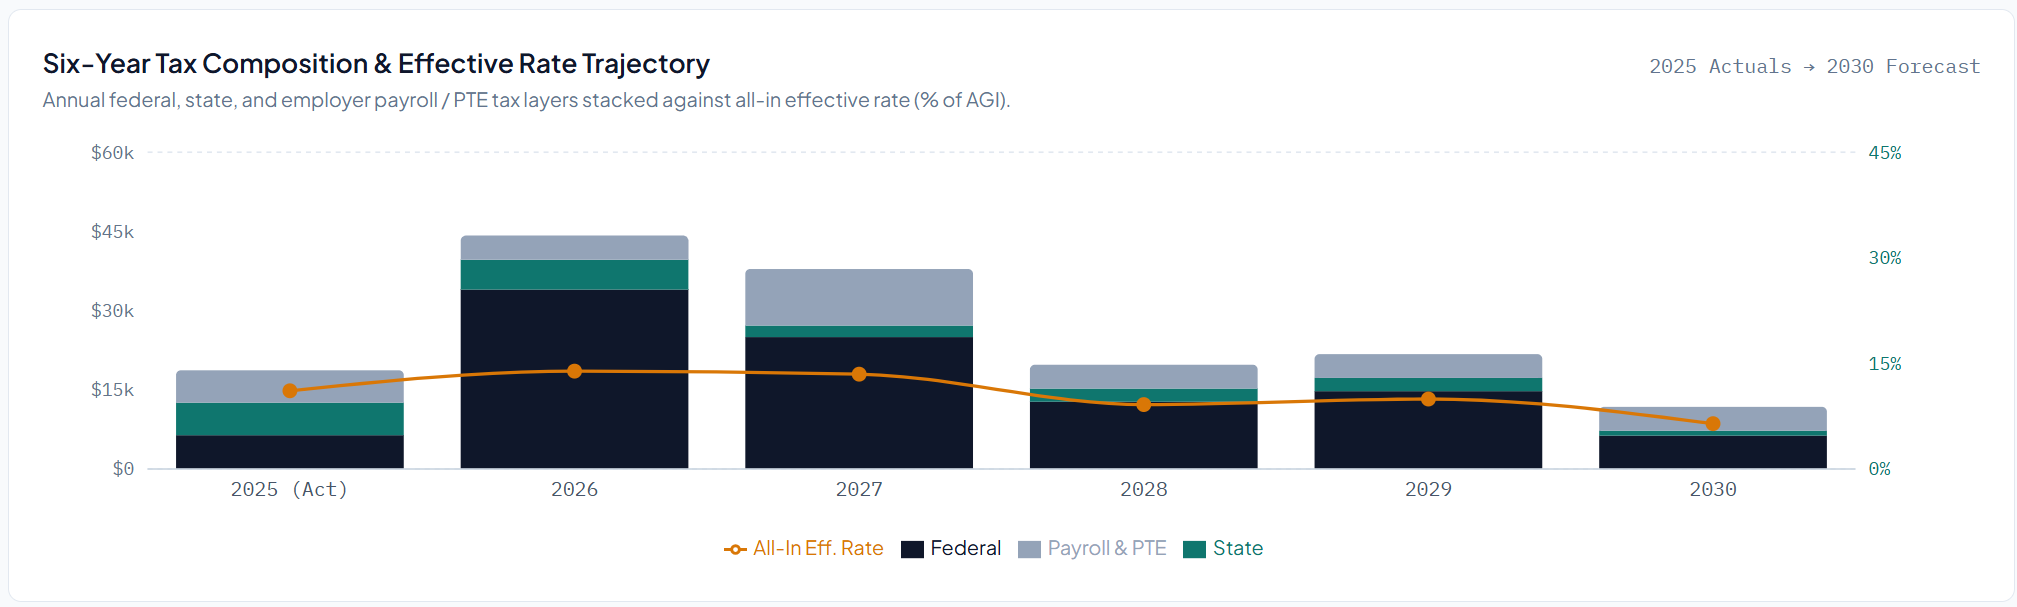 Six-Year Tax Composition & Effective Rate Trajectory
2025 Actuals → 2030 Forecast
Annual federal, state, and employer payroll / PTE tax layers stacked against all-in effective rate (% of AGI).
$60k
45%
$45k
30%
$30k
$15k
15%
$0
0%
2025 (Act)
2026
2027
2028
2029
2030
All-In Eff. Rate
Federal
Payroll & PTE
State